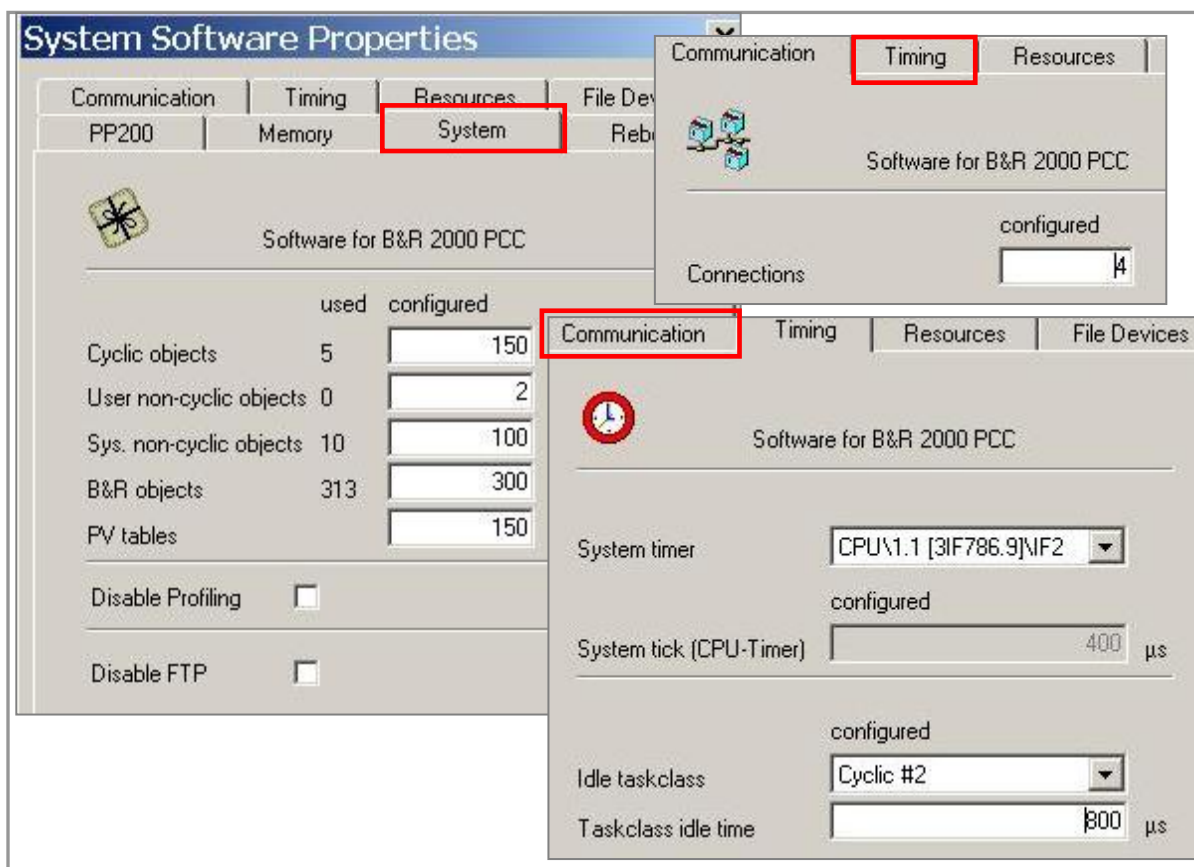 System Software Properties
Communication Timing Resources File Dev
PP200 Memory System Reb
Software for B&R 2000 PCC
used configured
Cyclic objects 5 150
User non-cyclic objects 0 2
Sys. non-cyclic objects 10 100
B&R objects 313 300
PV tables 150
Disable Profiling
Disable FTP
Communication Timing Resources
Software for B&R 2000 PCC
configured
Connections 4
Communication Timing Resources File Devices
Software for B&R 2000 PCC
System timer CPU\1.1 [3IF786.9]\IF2
configured
System tick (CPU-Timer) 400 µs
configured
Idle taskclass Cyclic #2
Taskclass idle time 800 µs